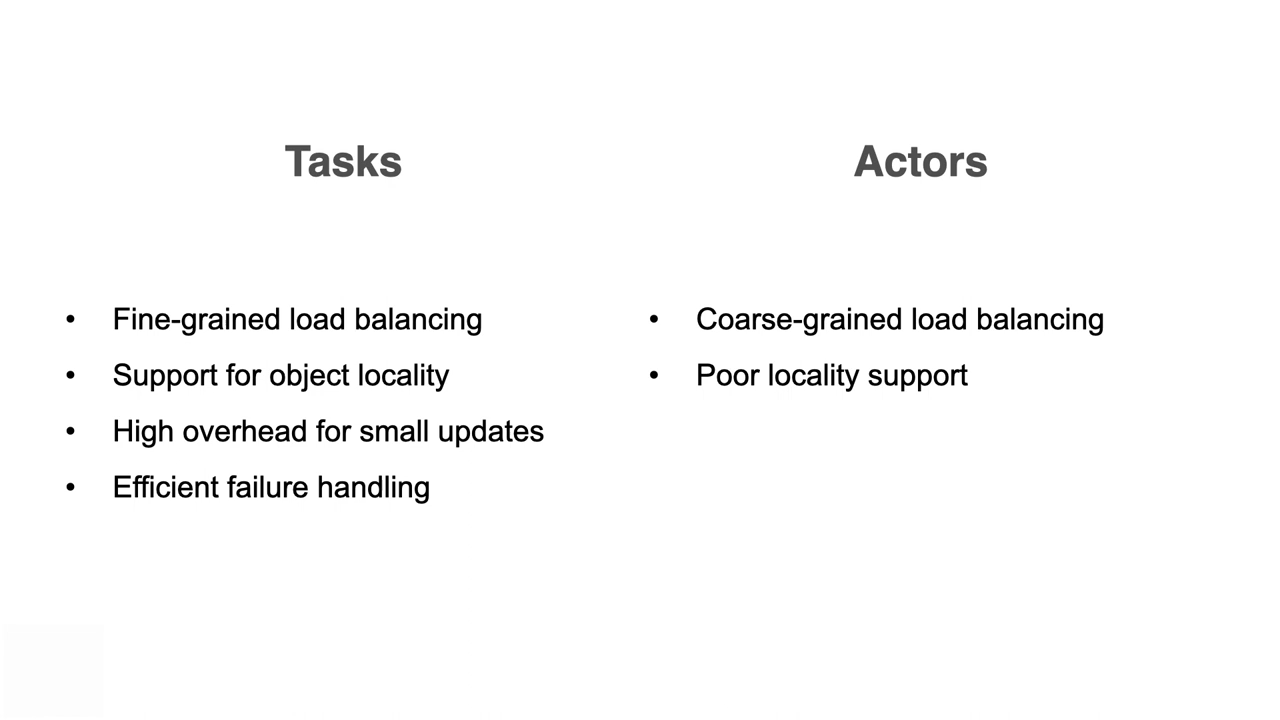 Tasks
• Fine-grained load balancing
• Support for object locality
• High overhead for small updates
• Efficient failure handling
Actors
• Coarse-grained load balancing
• Poor locality support